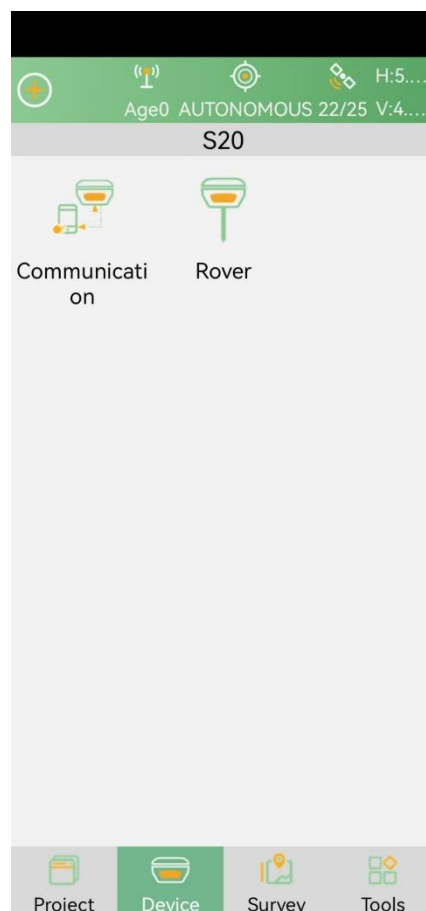 H:5....
Age0 AUTONOMOUS 22/25 V:4....
S20
Communicati
on
Rover
Project Device Survey Tools